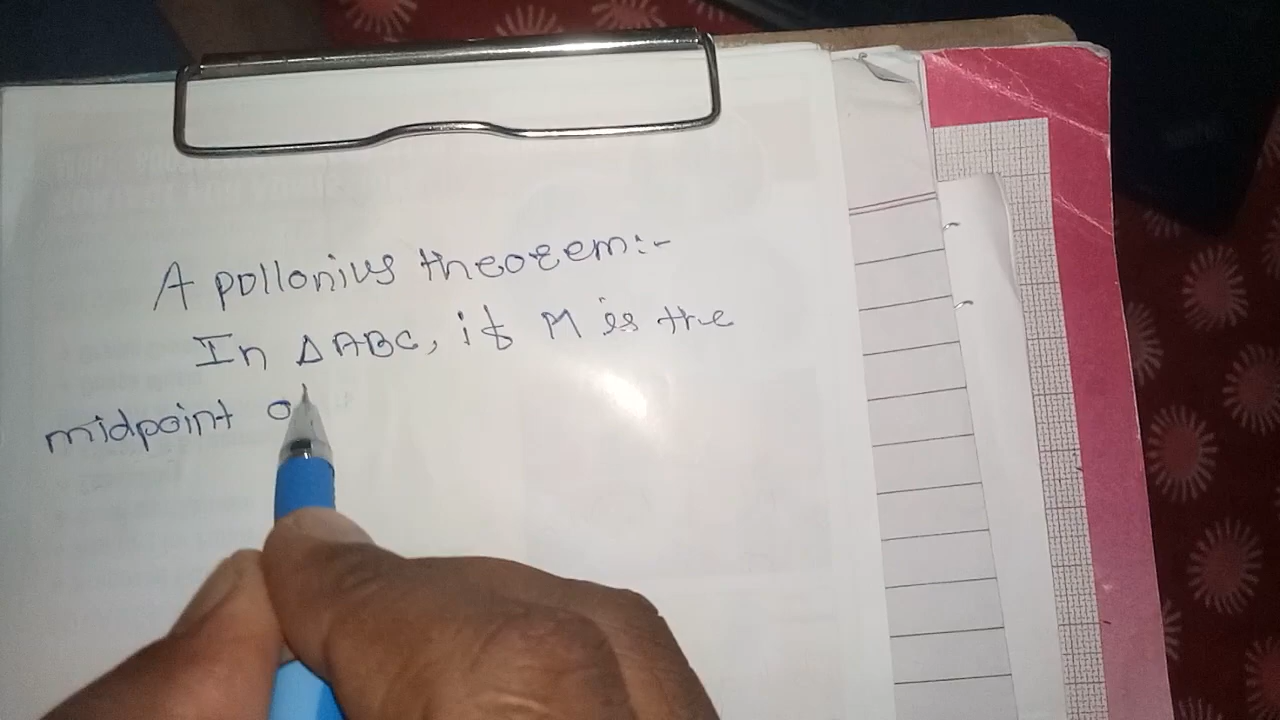 Apollonius theorem:-
In ΔABC, if M is the
midpoint o